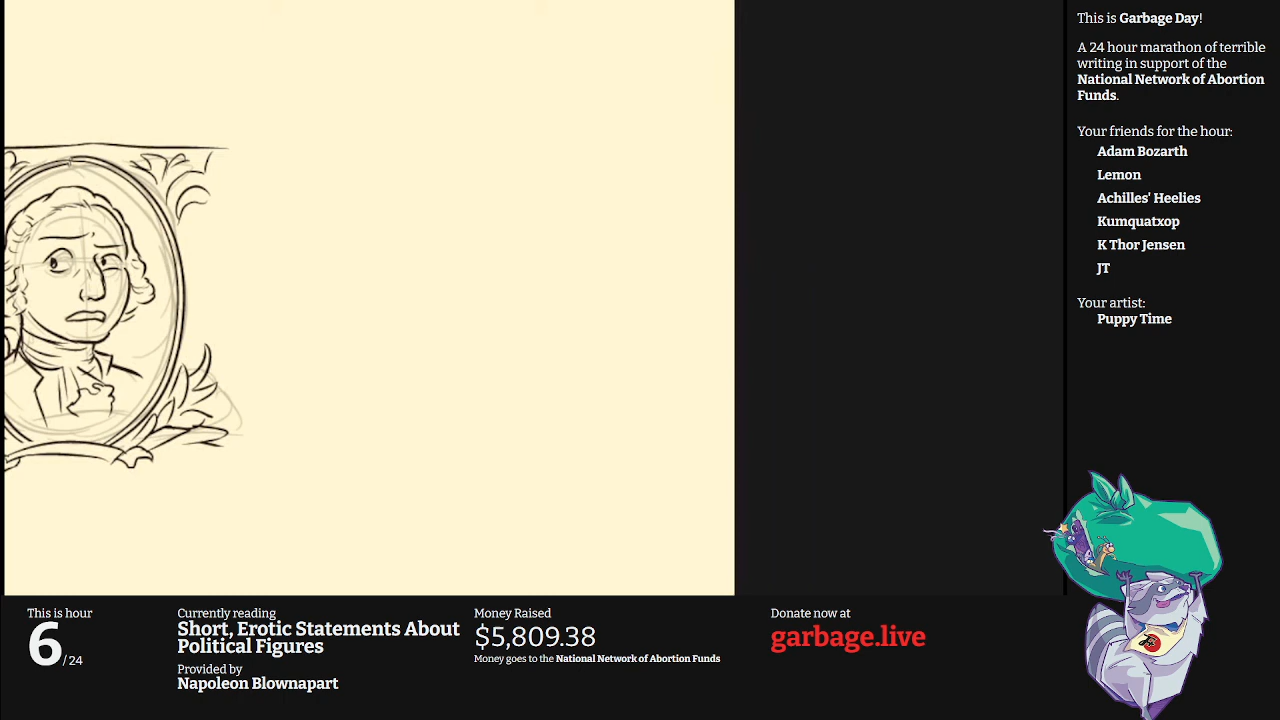 This is Garbage Day!
A 24 hour marathon of terrible
writing in support of the
National Network of Abortion
Funds.
Your friends for the hour:
Adam Bozarth
Lemon
Achilles' Heelies
Kumquatxop
K Thor Jensen
JT
Your artist:
Puppy Time
This is hour
6/24
Currently reading
Short, Erotic Statements About
Political Figures
Provided by
Napoleon Blownapart
Money Raised
$5,809.38
Money goes to the National Network of Abortion Funds
Donate now at
garbage.live